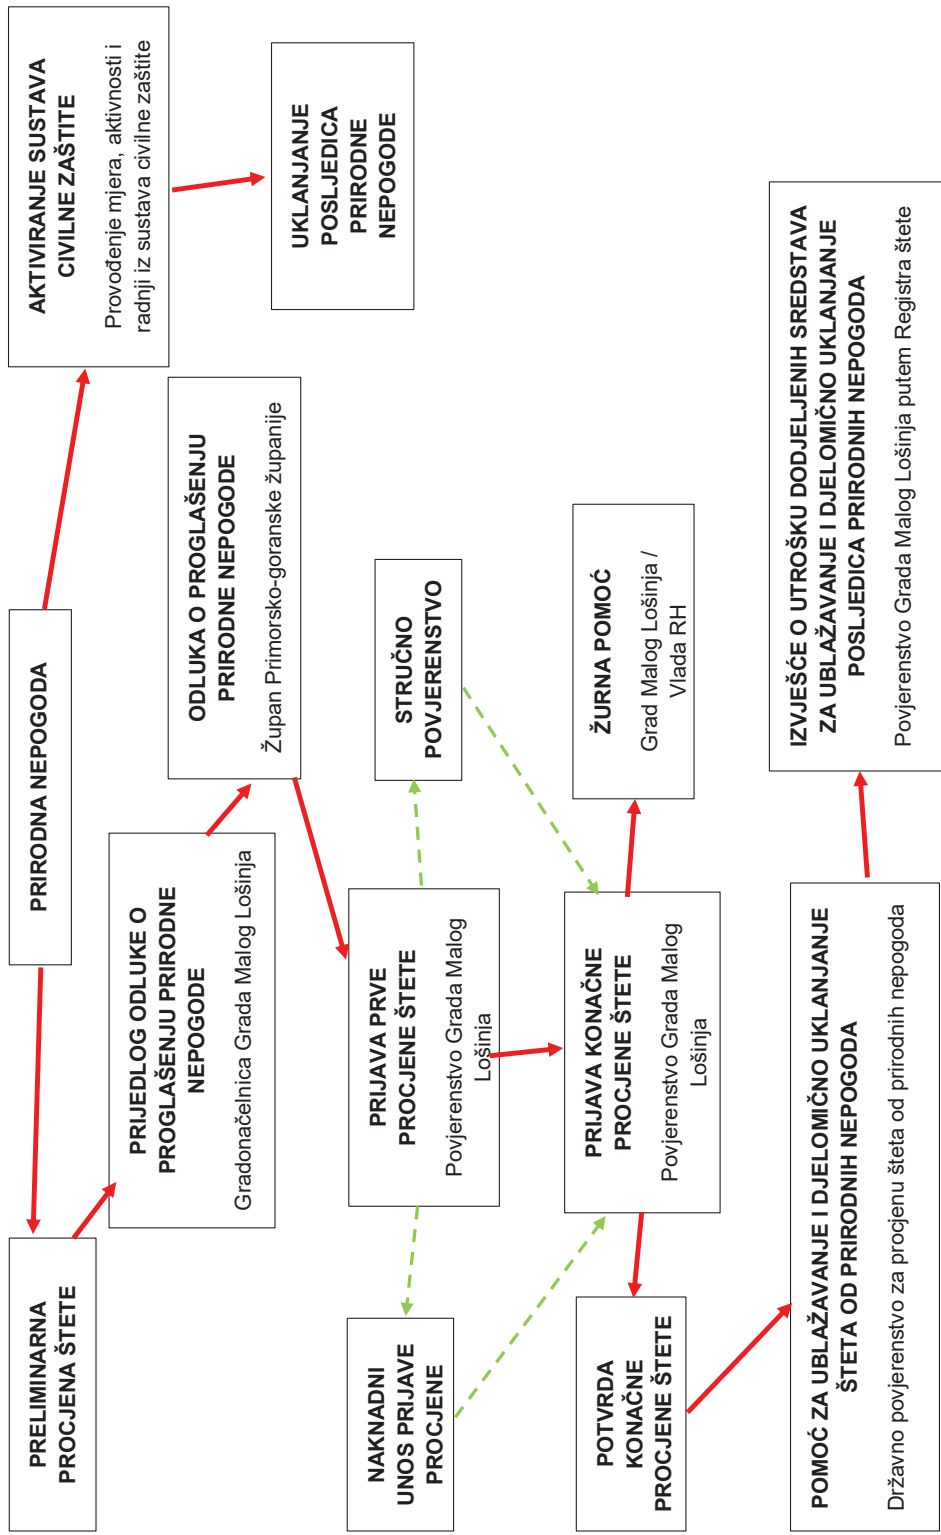 PRIRODNA NEPOGODA
PRELIMINARNA
PROCJENA ŠTETE
AKTIVIRANJE SUSTAVA
CIVILNE ZAŠTITE
Provođenje mjera, aktivnosti i
radnji iz sustava civilne zaštite
PRIJEDLOG ODLUKE O
PROGLAŠENJU PRIRODNE
NEPOGODE
Gradonačelnica Grada Malog Lošinja
ODLUKA O PROGLAŠENJU
PRIRODNE NEPOGODE
Župan Primorsko-goranske županije
UKLANJANJE
POSLJEDICA
PRIRODNE
NEPOGODE
NAKNADNI
UNOS PRIJAVE
PROCJENE
PRIJAVA PRVE
PROCJENE ŠTETE
Povjerenstvo Grada Malog
Lošinja
STRUČNO
POVJERENSTVO
POTVRDA
KONAČNE
PROCJENE ŠTETE
PRIJAVA KONAČNE
PROCJENE ŠTETE
Povjerenstvo Grada Malog
Lošinja
ŽURNA POMOĆ
Grad Malog Lošinja /
Vlada RH
POMOĆ ZA UBLAŽAVANJE I DJELOMIČNO UKLANJANJE
ŠTETA OD PRIRODNIH NEPOGODA
Državno povjerenstvo za procjenu šteta od prirodnih nepogoda
IZVJEŠĆE O UTROŠKU DODJELJENIH SREDSTAVA
ZA UBLAŽAVANJE I DJELOMIČNO UKLANJANJE
POSLJEDICA PRIRODNIH NEPOGODA
Povjerenstvo Grada Malog Lošinja putem Registra štete